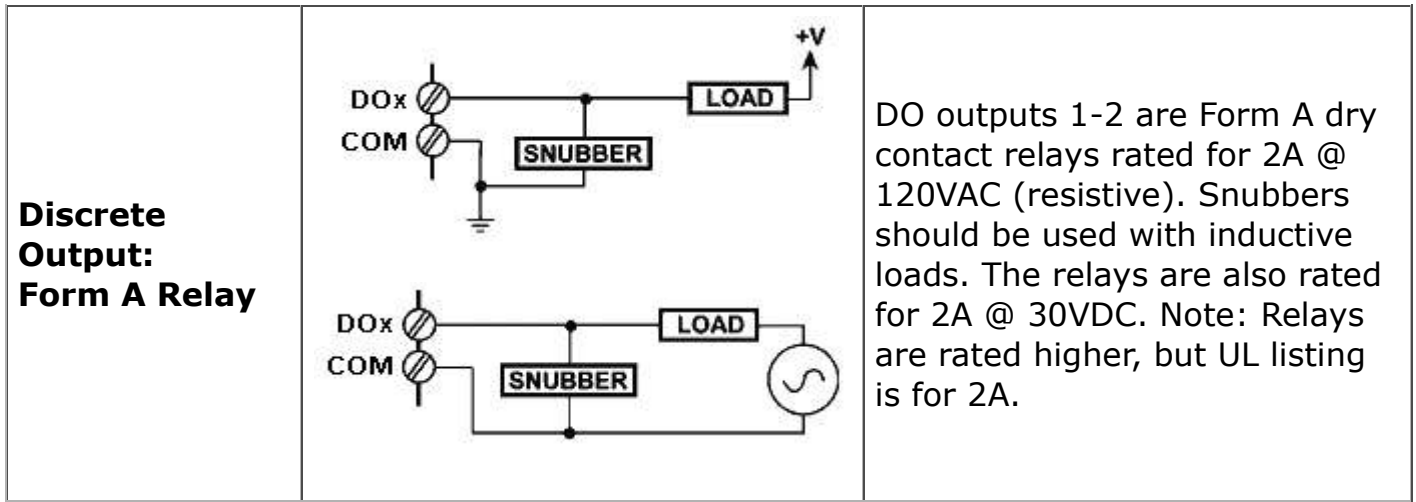 Discrete
Output:
Form A Relay
+V
DOx
LOAD
COM
SNUBBER
DOx
LOAD
COM
SNUBBER
DO outputs 1-2 are Form A dry
contact relays rated for 2A @
120VAC (resistive). Snubbers
should be used with inductive
loads. The relays are also rated
for 2A @ 30VDC. Note: Relays
are rated higher, but UL listing
is for 2A.